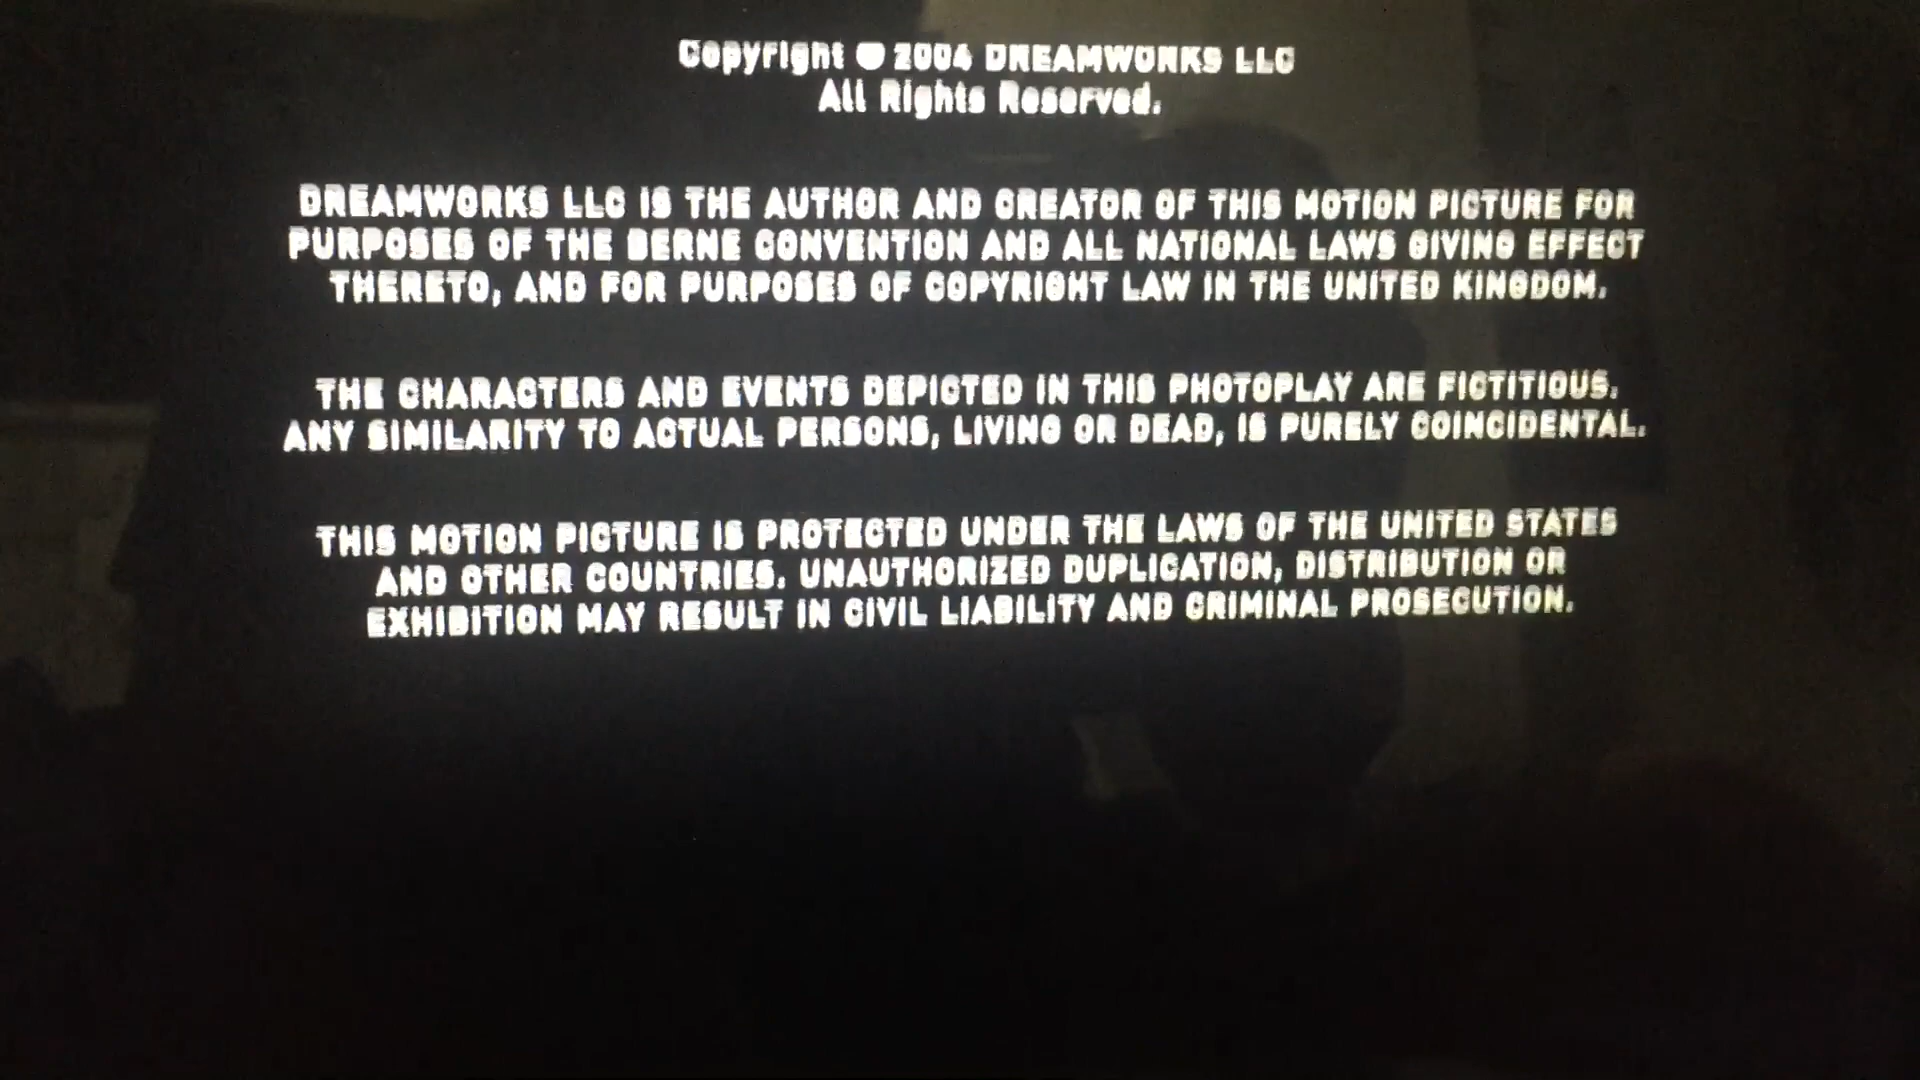 Copyright © 2004 DREAMWORKS LLC
All Rights Reserved.
DREAMWORKS LLC IS THE AUTHOR AND CREATOR OF THIS MOTION PICTURE FOR
PURPOSES OF THE BERNE CONVENTION AND ALL NATIONAL LAWS GIVING EFFECT
THERETO, AND FOR PURPOSES OF COPYRIGHT LAW IN THE UNITED KINGDOM.
THE CHARACTERS AND EVENTS DEPICTED IN THIS PHOTOPLAY ARE FICTITIOUS.
ANY SIMILARITY TO ACTUAL PERSONS, LIVING OR DEAD, IS PURELY COINCIDENTAL.
THIS MOTION PICTURE IS PROTECTED UNDER THE LAWS OF THE UNITED STATES
AND OTHER COUNTRIES. UNAUTHORIZED DUPLICATION, DISTRIBUTION OR
EXHIBITION MAY RESULT IN CIVIL LIABILITY AND CRIMINAL PROSECUTION.